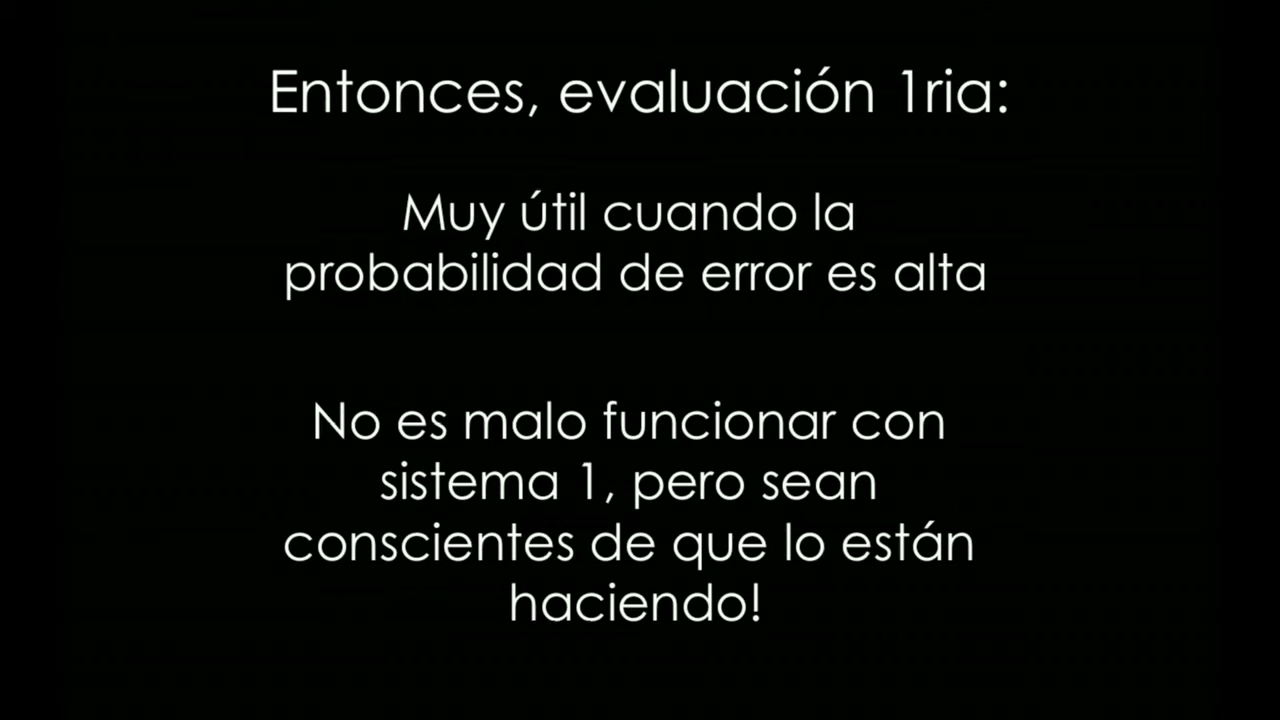 Entonces, evaluación 1ria:
Muy útil cuando la
probabilidad de error es alta
No es malo funcionar con
sistema 1, pero sean
conscientes de que lo están
haciendo!